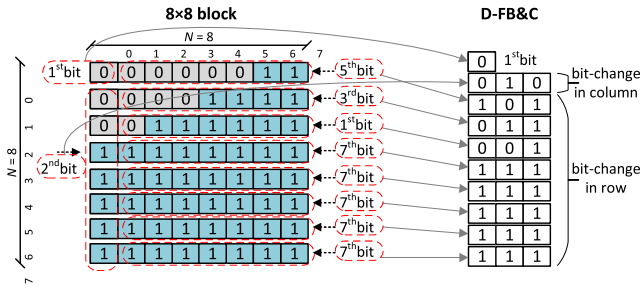 8×8 block
D-FB&C
N = 8
0 1 2 3 4 5 6 7
1st bit
0 0 0 0 0 0 1 1
5th bit
0
1st bit
0 1 0
bit-change in column
0
0 0 0 0 1 1 1 1
3rd bit
1 0 1
1
0 0 1 1 1 1 1 1
1st bit
0 1 1
N = 8
2nd bit
2
1 1 1 1 1 1 1 1
7th bit
0 0 1
3
1 1 1 1 1 1 1 1
7th bit
1 1 1
bit-change in row
4
1 1 1 1 1 1 1 1
7th bit
1 1 1
5
1 1 1 1 1 1 1 1
7th bit
1 1 1
6
1 1 1 1 1 1 1 1
7th bit
1 1 1
7
1 1 1